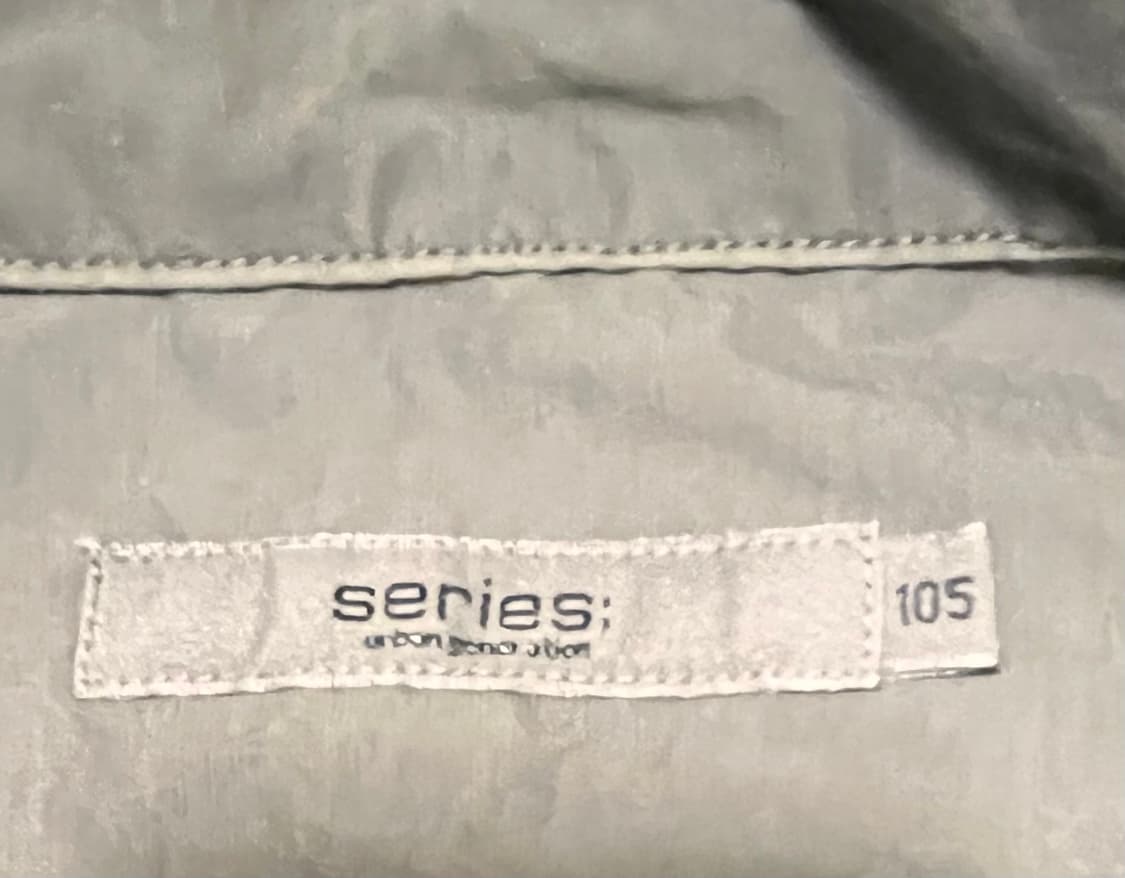 series;
urban generation
105